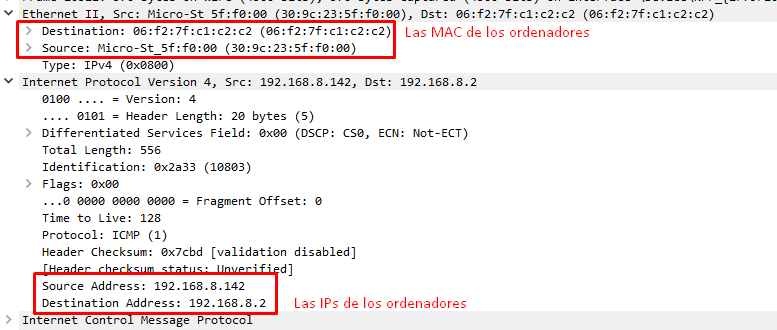 Ethernet II, Src: Micro-St_5f:f0:00 (30:9c:23:5f:f0:00), Dst: 06:f2:7f:c1:c2:c2 (06:f2:7f:c1:c2:c2)
Destination: 06:f2:7f:c1:c2:c2 (06:f2:7f:c1:c2:c2) Las MAC de los ordenadores
Source: Micro-St_5f:f0:00 (30:9c:23:5f:f0:00)
Type: IPv4 (0x0800)
Internet Protocol Version 4, Src: 192.168.8.142, Dst: 192.168.8.2
0100 .... = Version: 4
.... 0101 = Header Length: 20 bytes (5)
Differentiated Services Field: 0x00 (DSCP: CS0, ECN: Not-ECT)
Total Length: 556
Identification: 0x2a33 (10803)
Flags: 0x00
...0 0000 0000 0000 = Fragment Offset: 0
Time to Live: 128
Protocol: ICMP (1)
Header Checksum: 0x7cbd [validation disabled]
[Header checksum status: Unverified]
Source Address: 192.168.8.142
Destination Address: 192.168.8.2 Las IPs de los ordenadores
Internet Control Message Protocol